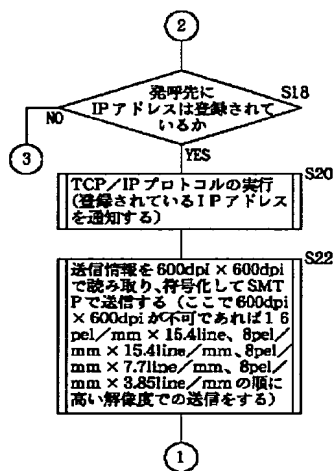 2
発呼先に
IPアドレスは登録されて
いるか
S18
NO
3
YES
S20
TCP/IPプロトコルの実行
(登録されているIPアドレス
を通知する)
S22
送信情報を600dpi×600dpi
で読み取り、符号化してSMT
Pで送信する(ここで600dpi
×600dpiが不可であれば16
pel/mm×15.4line、8pel/
mm×15.4line/mm、8pel/
mm×7.7line/mm、8pel/
mm×3.85line/mmの順に
高い解像度での送信をする)
1